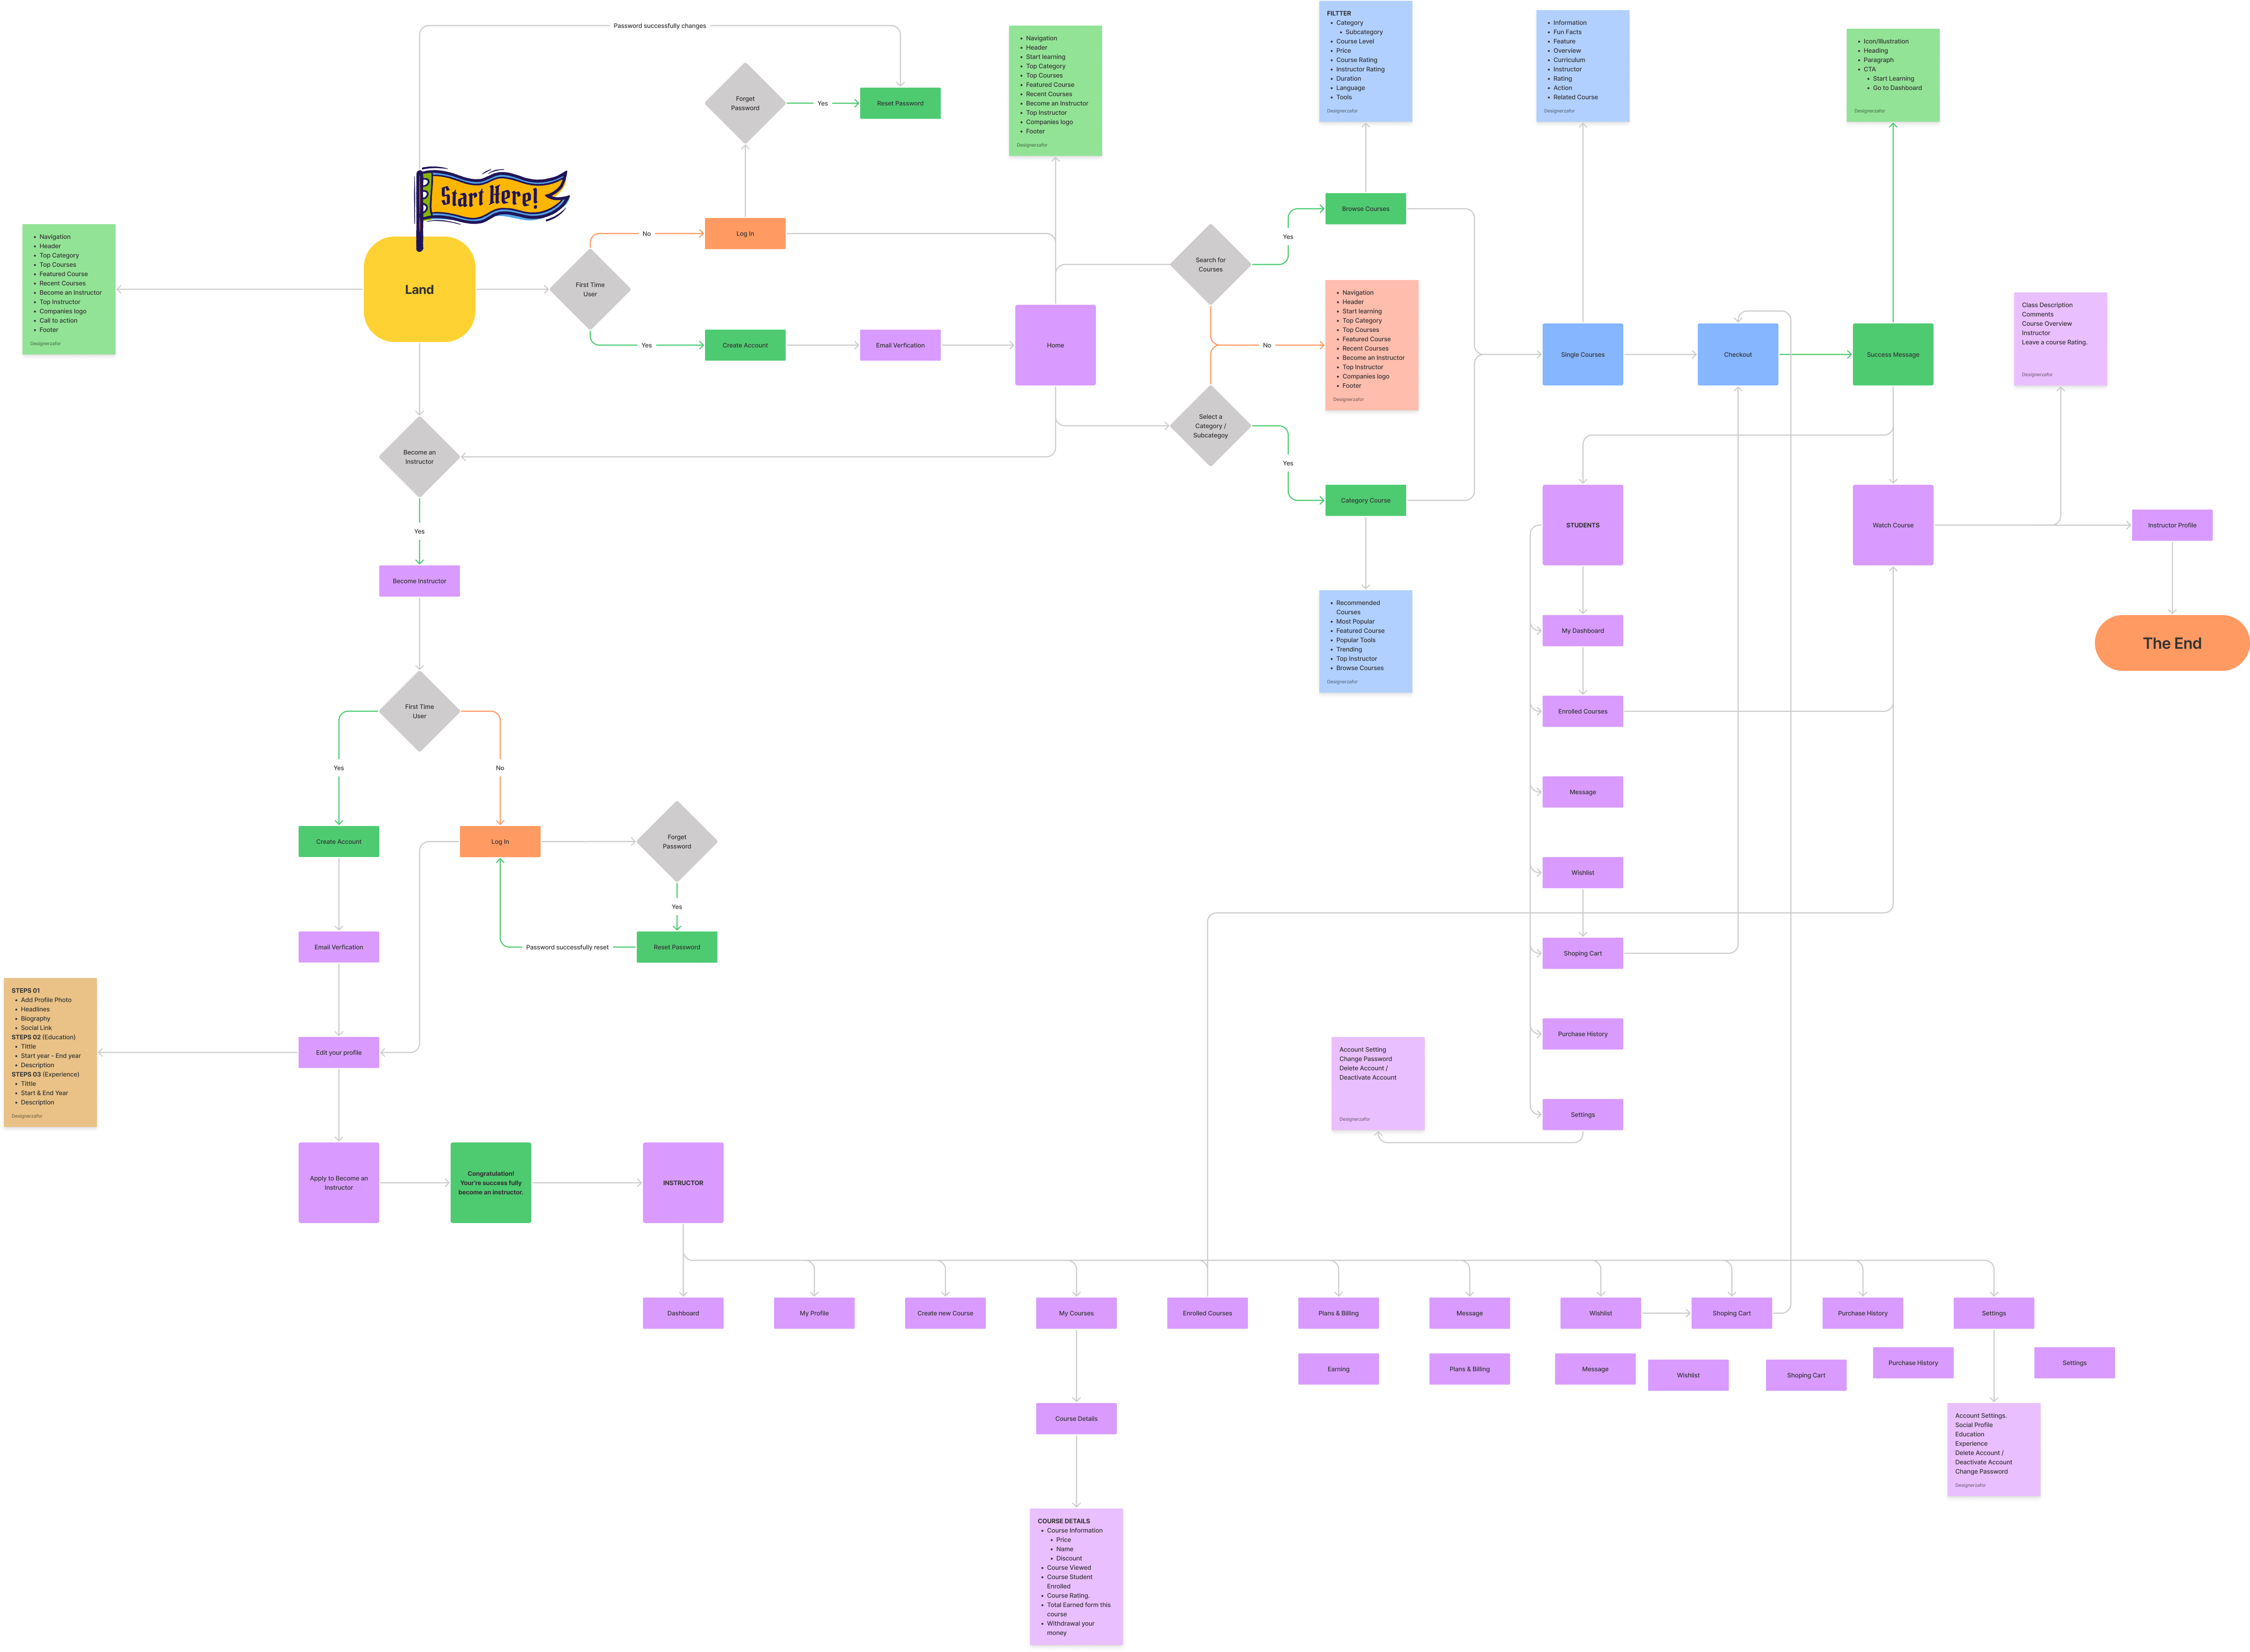 Password successfully changes
Forget
Password
Yes
Reset Password
• Navigation
• Header
• Start learning
• Top Category
• Top Courses
• Featured Course
• Recent Courses
• Become an Instructor
• Top Instructor
• Companies logo
• Footer
Designerzafor
FILTTER
• Category
• Subcategory
• Course Level
• Price
• Course Rating
• Instructor Rating
• Duration
• Language
• Tools
Designerzafor
• Information
• Fun Facts
• Feature
• Overview
• Curriculum
• Instructor
• Rating
• Action
• Related Course
Designerzafor
• Icon/Illustration
• Heading
• Paragraph
• CTA
• Start Learning
• Go to Dashboard
Designerzafor
Start Here!
• Navigation
• Header
• Top Category
• Top Courses
• Featured Course
• Recent Courses
• Become an Instructor
• Top Instructor
• Companies logo
• Call to action
• Footer
Designerzafor
Land
First Time
User
No
Log In
Yes
Create Account
Email Verfication
Home
Search for
Courses
Yes
Browse Courses
No
• Navigation
• Header
• Start learning
• Top Category
• Top Courses
• Featured Course
• Recent Courses
• Become an Instructor
• Top Instructor
• Companies logo
• Footer
Designerzafor
Select a
Category /
Subcategoy
Yes
Category Course
Single Courses
Checkout
Success Message
Class Description
Comments
Course Overview
Instructor
Leave a course Rating.
Designerzafor
Become an
Instructor
Yes
Become Instructor
STUDENTS
Watch Course
Instructor Profile
The End
• Recommended
Courses
• Most Popular
• Featured Course
• Popular Tools
• Trending
• Top Instructor
• Browse Courses
Designerzafor
My Dashboard
Enrolled Courses
Message
Wishlist
Shoping Cart
Purchase History
Settings
Account Setting
Change Password
Delete Account /
Deactivate Account
Designerzafor
First Time
User
Yes
No
Create Account
Log In
Forget
Password
Yes
Email Verfication
Password successfully reset
Reset Password
STEPS 01
• Add Profile Photo
• Headlines
• Biography
• Social Link
STEPS 02 (Education)
• Tittle
• Start year - End year
• Description
STEPS 03 (Experience)
• Tittle
• Start & End Year
• Description
Designerzafor
Edit your profile
Apply to Become an
Instructor
Congratulation!
Your're success fully
become an instructor.
INSTRUCTOR
Dashboard
My Profile
Create new Course
My Courses
Enrolled Courses
Plans & Billing
Message
Wishlist
Shoping Cart
Purchase History
Settings
Earning
Plans & Billing
Message
Wishlist
Shoping Cart
Purchase History
Settings
Course Details
Account Settings.
Social Profile
Education
Experience
Delete Account /
Deactivate Account
Change Password
Designerzafor
COURSE DETAILS
• Course Information
• Price
• Name
• Discount
• Course Viewed
• Course Student
Enrolled
• Course Rating.
• Total Earned form this
course
• Withdrawal your
money